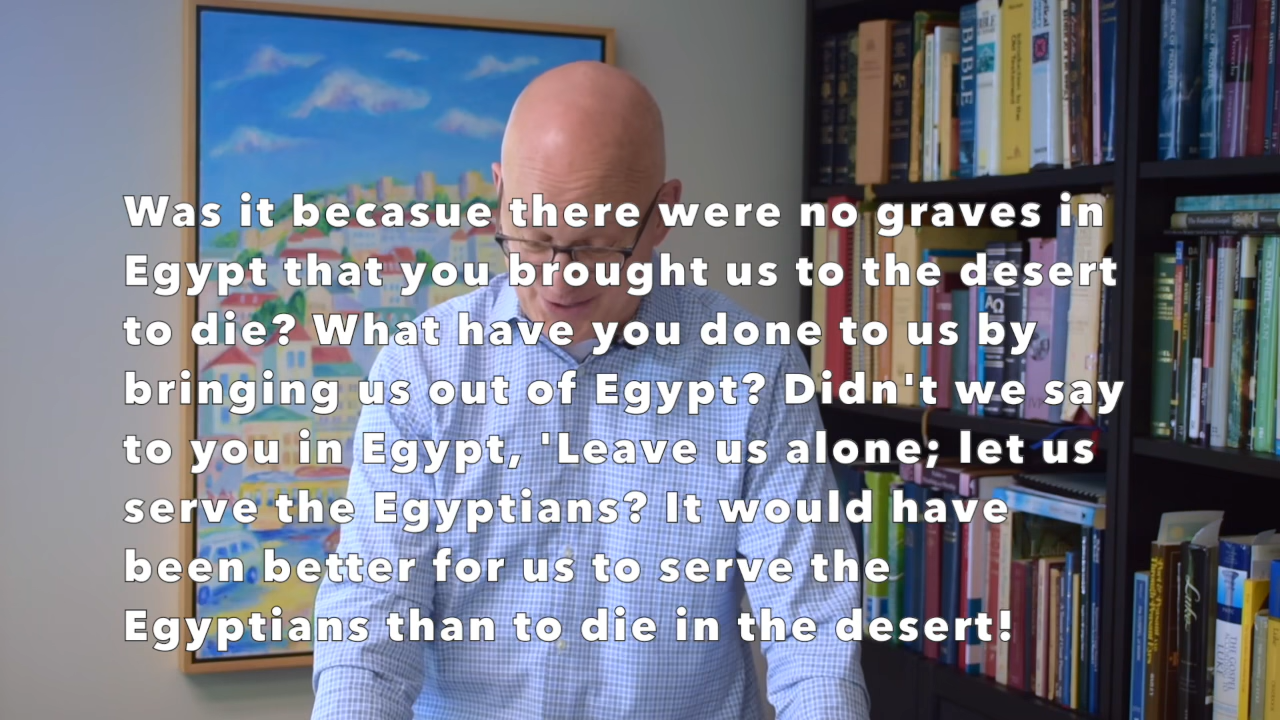 Was it becasue there were no graves in
Egypt that you brought us to the desert
to die? What have you done to us by
bringing us out of Egypt? Didn't we say
to you in Egypt, 'Leave us alone; let us
serve the Egyptians? It would have
been better for us to serve the
Egyptians than to die in the desert!
BIBLE